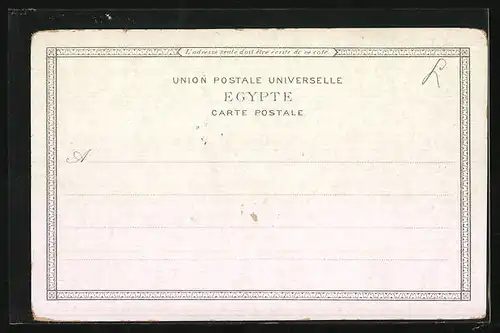 L'adresse seule doit être écrite de ce côté
UNION POSTALE UNIVERSELLE
EGYPTE
CARTE POSTALE
A